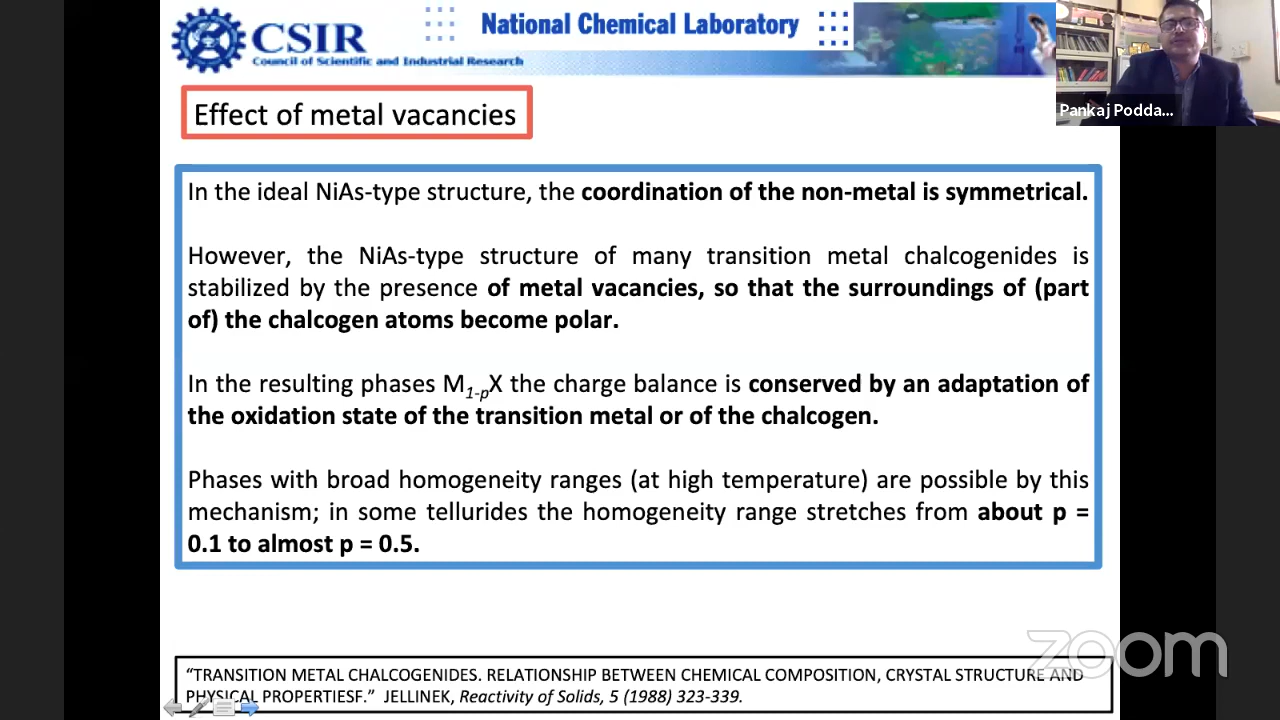 CSIR
Council of Scientific and Industrial Research
National Chemical Laboratory
Pankaj Podda...
Effect of metal vacancies
In the ideal NiAs-type structure, the coordination of the non-metal is symmetrical.
However, the NiAs-type structure of many transition metal chalcogenides is
stabilized by the presence of metal vacancies, so that the surroundings of (part
of) the chalcogen atoms become polar.
In the resulting phases M1-pX the charge balance is conserved by an adaptation of
the oxidation state of the transition metal or of the chalcogen.
Phases with broad homogeneity ranges (at high temperature) are possible by this
mechanism; in some tellurides the homogeneity range stretches from about p =
0.1 to almost p = 0.5.
zoom
“TRANSITION METAL CHALCOGENIDES. RELATIONSHIP BETWEEN CHEMICAL COMPOSITION, CRYSTAL STRUCTURE AND
PHYSICAL PROPERTIESF.” JELLINEK, Reactivity of Solids, 5 (1988) 323-339.